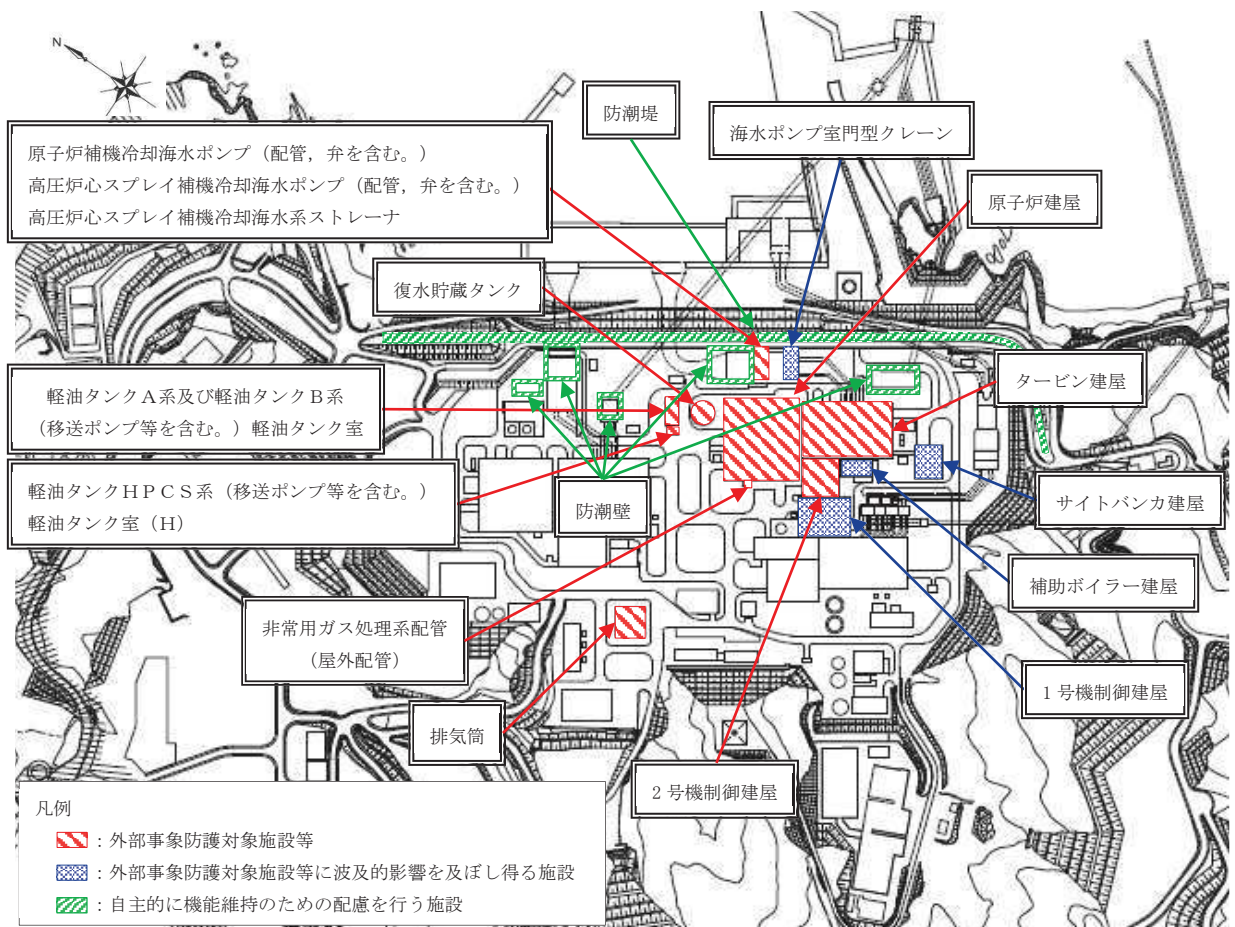 N
防潮堤
海水ポンプ室門型クレーン
原子炉補機冷却海水ポンプ（配管，弁を含む。）
高圧炉心スプレイ補機冷却海水ポンプ（配管，弁を含む。）
高圧炉心スプレイ補機冷却海水系ストレーナ
原子炉建屋
復水貯蔵タンク
タービン建屋
軽油タンクＡ系及び軽油タンクＢ系
（移送ポンプ等を含む。）軽油タンク室
軽油タンクＨＰＣＳ系（移送ポンプ等を含む。）
軽油タンク室（Ｈ）
防潮壁
サイトバンカ建屋
補助ボイラー建屋
非常用ガス処理系配管
（屋外配管）
１号機制御建屋
排気筒
２号機制御建屋
凡例
：外部事象防護対象施設等
：外部事象防護対象施設等に波及的影響を及ぼし得る施設
：自主的に機能維持のための配慮を行う施設